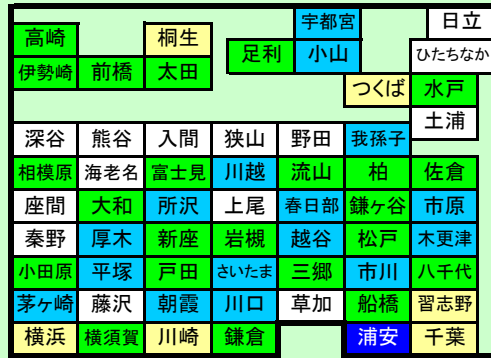 宇都宮 日立
高崎 桐生 足利 小山 ひたちなか
伊勢崎 前橋 太田
つくば 水戸
土浦
深谷 熊谷 入間 狭山 野田 我孫子
相模原 海老名 富士見 川越 流山 柏 佐倉
座間 大和 所沢 上尾 春日部 鎌ヶ谷 市原
秦野 厚木 新座 岩槻 越谷 松戸 木更津
小田原 平塚 戸田 さいたま 三郷 市川 八千代
茅ヶ崎 藤沢 朝霞 川口 草加 船橋 習志野
横浜 横須賀 川崎 鎌倉 浦安 千葉